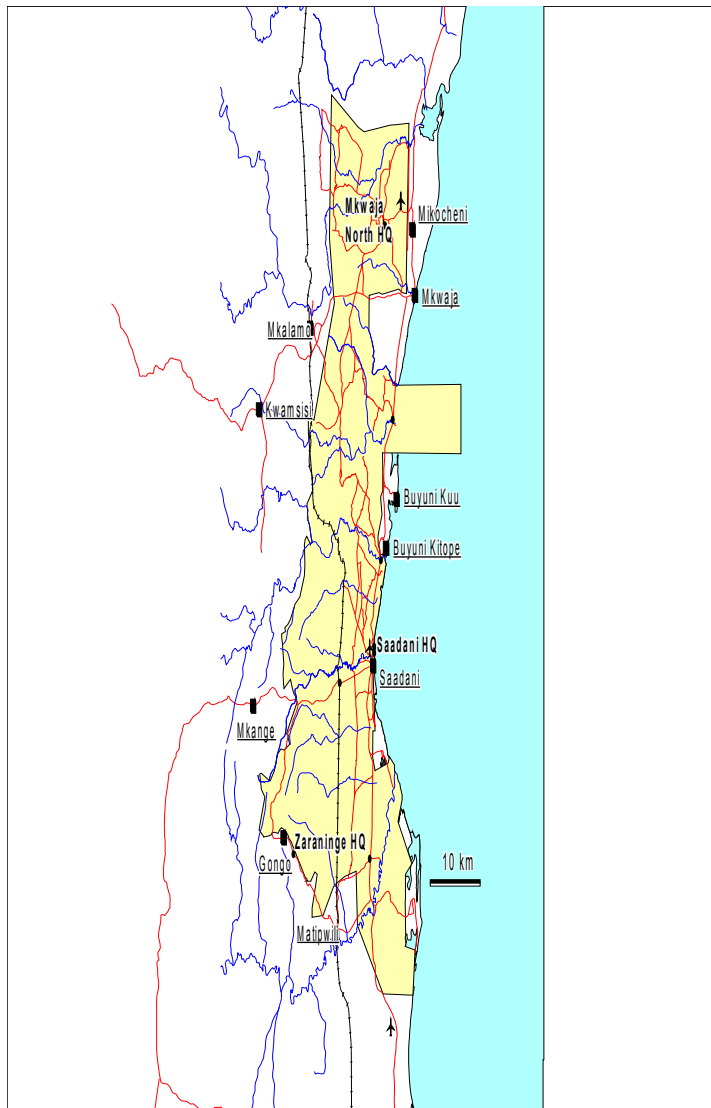 Mkwaja
North HQ
Mikocheni
Mkwaja
Mkalamo
Kwamsisi
Buyuni Kuu
Buyuni Kitope
Saadani HQ
Saadani
Mkange
Zaraninge HQ
Gongo
10 km
Matipwili